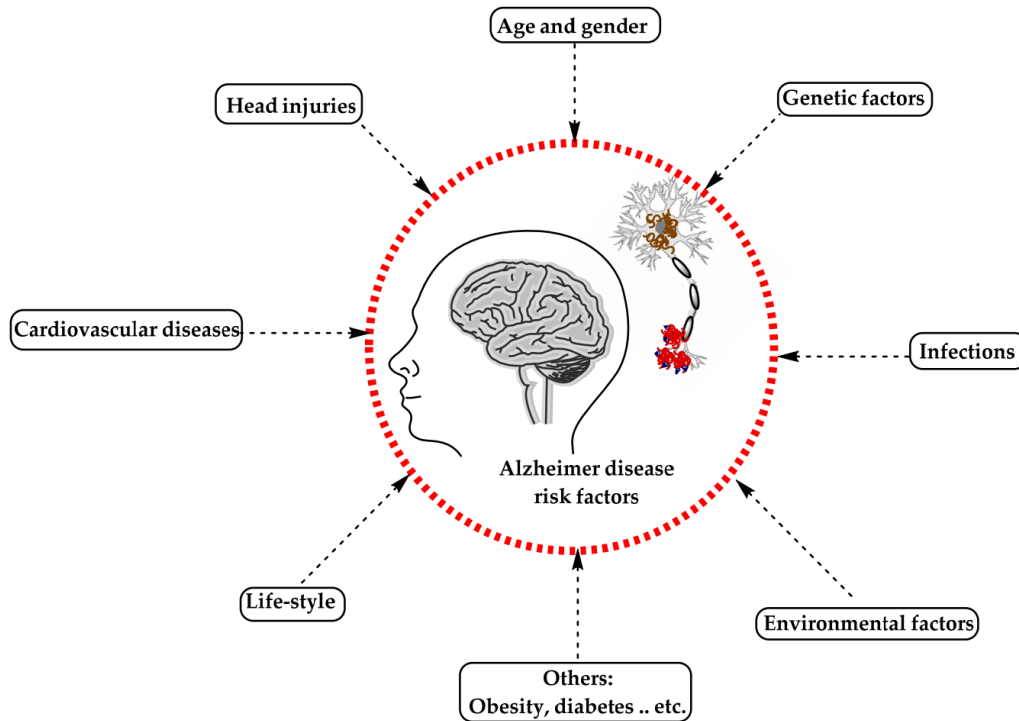 Age and gender
Head injuries
Genetic factors
Cardiovascular diseases
Infections
Alzheimer disease
risk factors
Life-style
Environmental factors
Others:
Obesity, diabetes .. etc.